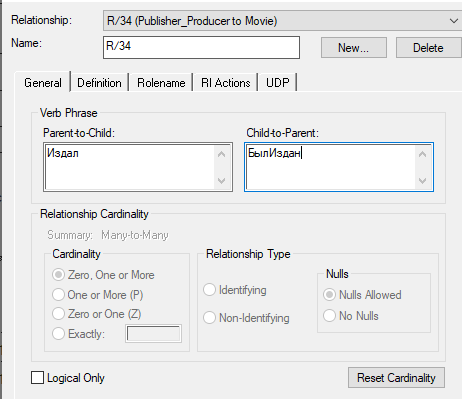 Relationship: R/34 (Publisher_Producer to Movie)
Name: R/34 New... Delete
General Definition Rolename RI Actions UDP
Verb Phrase
Parent-to-Child: Child-to-Parent:
Издал БылИздан
Relationship Cardinality
Summary: Many-to-Many
Cardinality Relationship Type
Zero, One or More Nulls
One or More (P) Identifying Nulls Allowed
Zero or One (Z) Non-Identifying No Nulls
Exactly:
Logical Only Reset Cardinality